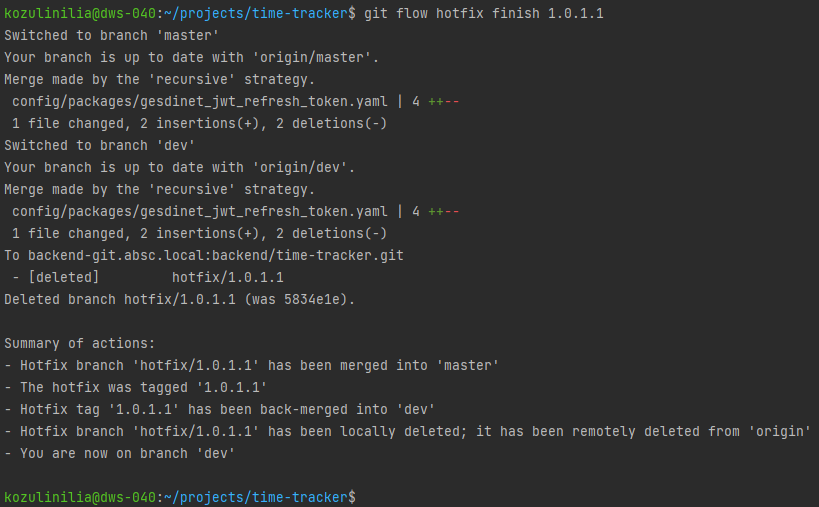 kozulinilia@dws-040:~/projects/time-tracker$ git flow hotfix finish 1.0.1.1
Switched to branch 'master'
Your branch is up to date with 'origin/master'.
Merge made by the 'recursive' strategy.
 config/packages/gesdinet_jwt_refresh_token.yaml | 4 ++--
 1 file changed, 2 insertions(+), 2 deletions(-)
Switched to branch 'dev'
Your branch is up to date with 'origin/dev'.
Merge made by the 'recursive' strategy.
 config/packages/gesdinet_jwt_refresh_token.yaml | 4 ++--
 1 file changed, 2 insertions(+), 2 deletions(-)
To backend-git.absc.local:backend/time-tracker.git
 - [deleted]         hotfix/1.0.1.1
Deleted branch hotfix/1.0.1.1 (was 5834e1e).

Summary of actions:
- Hotfix branch 'hotfix/1.0.1.1' has been merged into 'master'
- The hotfix was tagged '1.0.1.1'
- Hotfix tag '1.0.1.1' has been back-merged into 'dev'
- Hotfix branch 'hotfix/1.0.1.1' has been locally deleted; it has been remotely deleted from 'origin'
- You are now on branch 'dev'

kozulinilia@dws-040:~/projects/time-tracker$